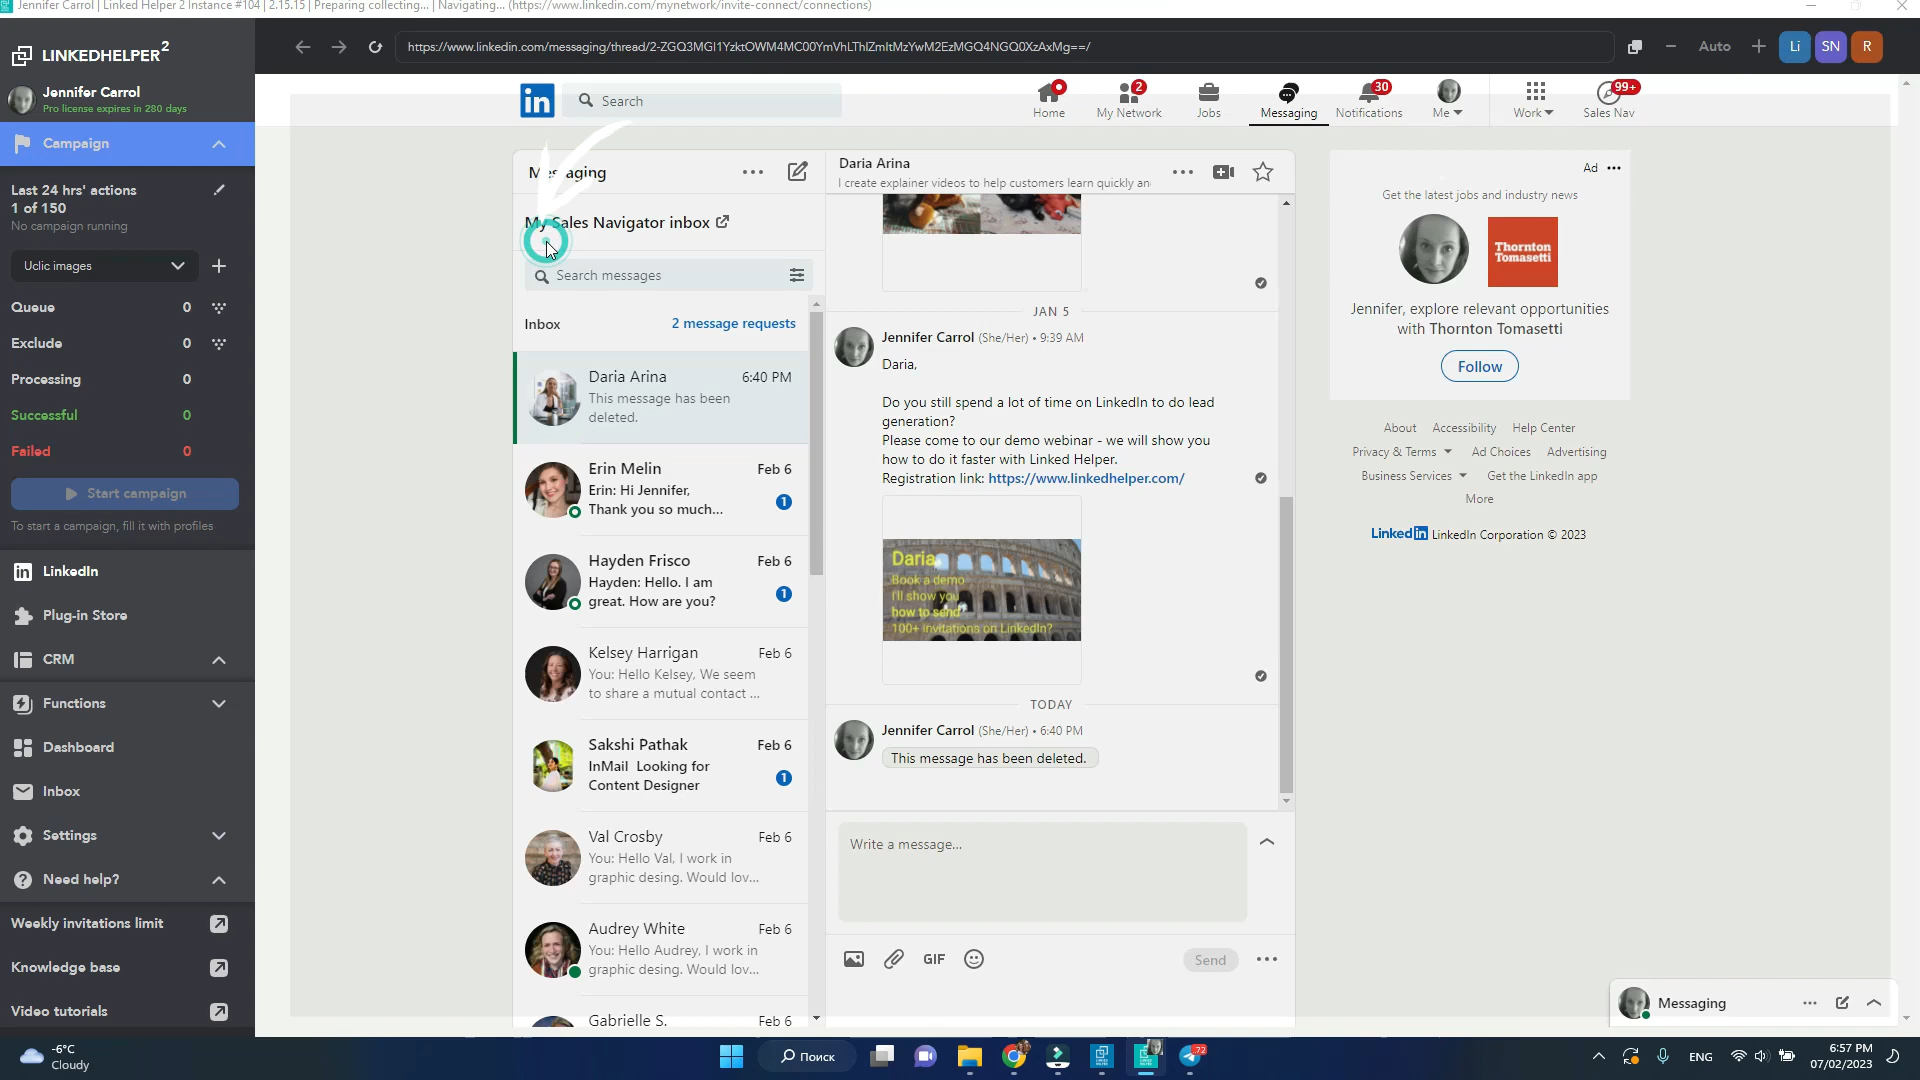 Jennifer Carrol | Linked Helper 2 Instance #104 | 2.15.15 | Preparing collecting... | Navigating... (https://www.linkedin.com/mynetwork/invite-connect/connections)
LINKEDHELPER2
Jennifer Carrol
Pro license expires in 280 days
Campaign
Last 24 hrs' actions
1 of 150
No campaign running
Uclic images
Queue 0
Exclude 0
Processing 0
Successful 0
Failed 0
Start campaign
To start a campaign, fill it with profiles
LinkedIn
Plug-in Store
CRM
Functions
Dashboard
Inbox
Settings
Need help?
Weekly invitations limit
Knowledge base
Video tutorials
Auto
Li
SN
R
in
Search
Home
2
My Network
Jobs
Messaging
30
Notifications
Me
Work
99+
Sales Nav
Messaging
My Sales Navigator inbox
Search messages
Inbox 2 message requests
Daria Arina 6:40 PM
This message has been
deleted.
Erin Melin Feb 6
Erin: Hi Jennifer,
Thank you so much... 1
Hayden Frisco Feb 6
Hayden: Hello. I am
great. How are you? 1
Kelsey Harrigan Feb 6
You: Hello Kelsey, We seem
to share a mutual contact ...
Sakshi Pathak Feb 6
InMail Looking for
Content Designer 1
Val Crosby Feb 6
You: Hello Val, I work in
graphic desing. Would lov...
Audrey White Feb 6
You: Hello Audrey, I work in
graphic desing. Would lov...
Gabrielle S. Feb 6
Daria Arina
I create explainer videos to help customers learn quickly an
JAN 5
Jennifer Carrol (She/Her) • 9:39 AM
Daria,
Do you still spend a lot of time on LinkedIn to do lead
generation?
Please come to our demo webinar - we will show you
how to do it faster with Linked Helper.
Registration link: https://www.linkedhelper.com/
Daria
Book a demo
I'll show you
how to send
100+ invitationa on LinkedIn?
TODAY
Jennifer Carrol (She/Her) • 6:40 PM
This message has been deleted.
Write a message...
GIF
Send
Ad
Get the latest jobs and industry news
Thornton
Tomasetti
Jennifer, explore relevant opportunities
with Thornton Tomasetti
Follow
About Accessibility Help Center
Privacy & Terms Ad Choices Advertising
Business Services Get the LinkedIn app
More
LinkedIn LinkedIn Corporation © 2023
Messaging
-6°C
Cloudy
Поиск
72
ENG
6:57 PM
07/02/2023